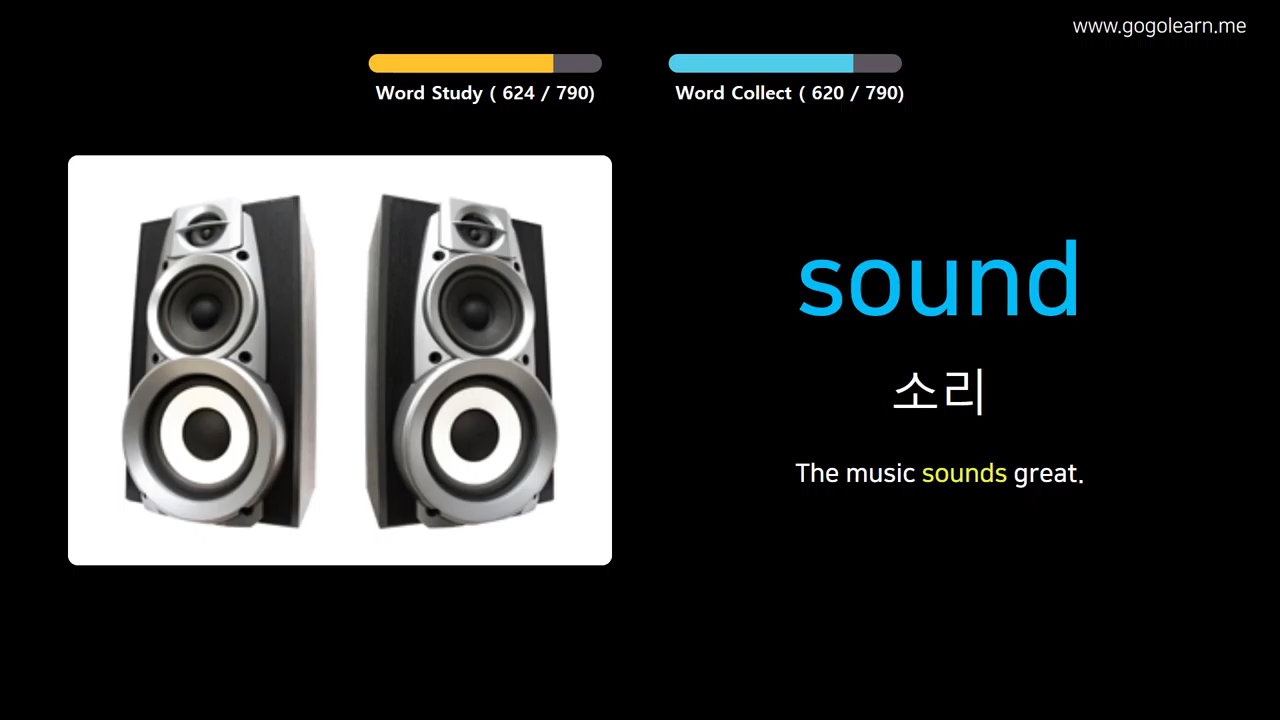 www.gogolearn.me
Word Study ( 624 / 790)
Word Collect ( 620 / 790)
sound
소리
The music sounds great.